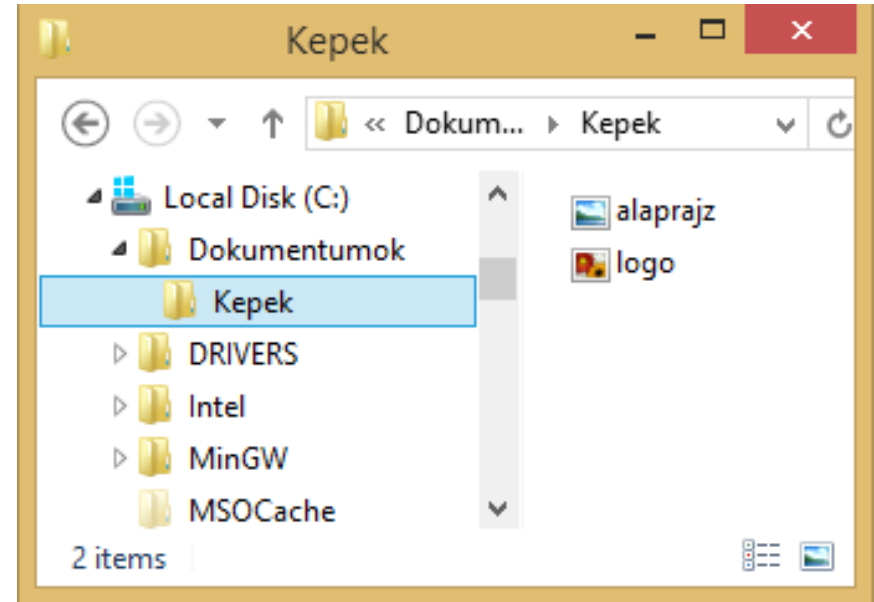 Kepek
« Dokum... Kepek
Local Disk (C:)
Dokumentumok
Kepek
DRIVERS
Intel
MinGW
MSOCache
alaprajz
logo
2 items